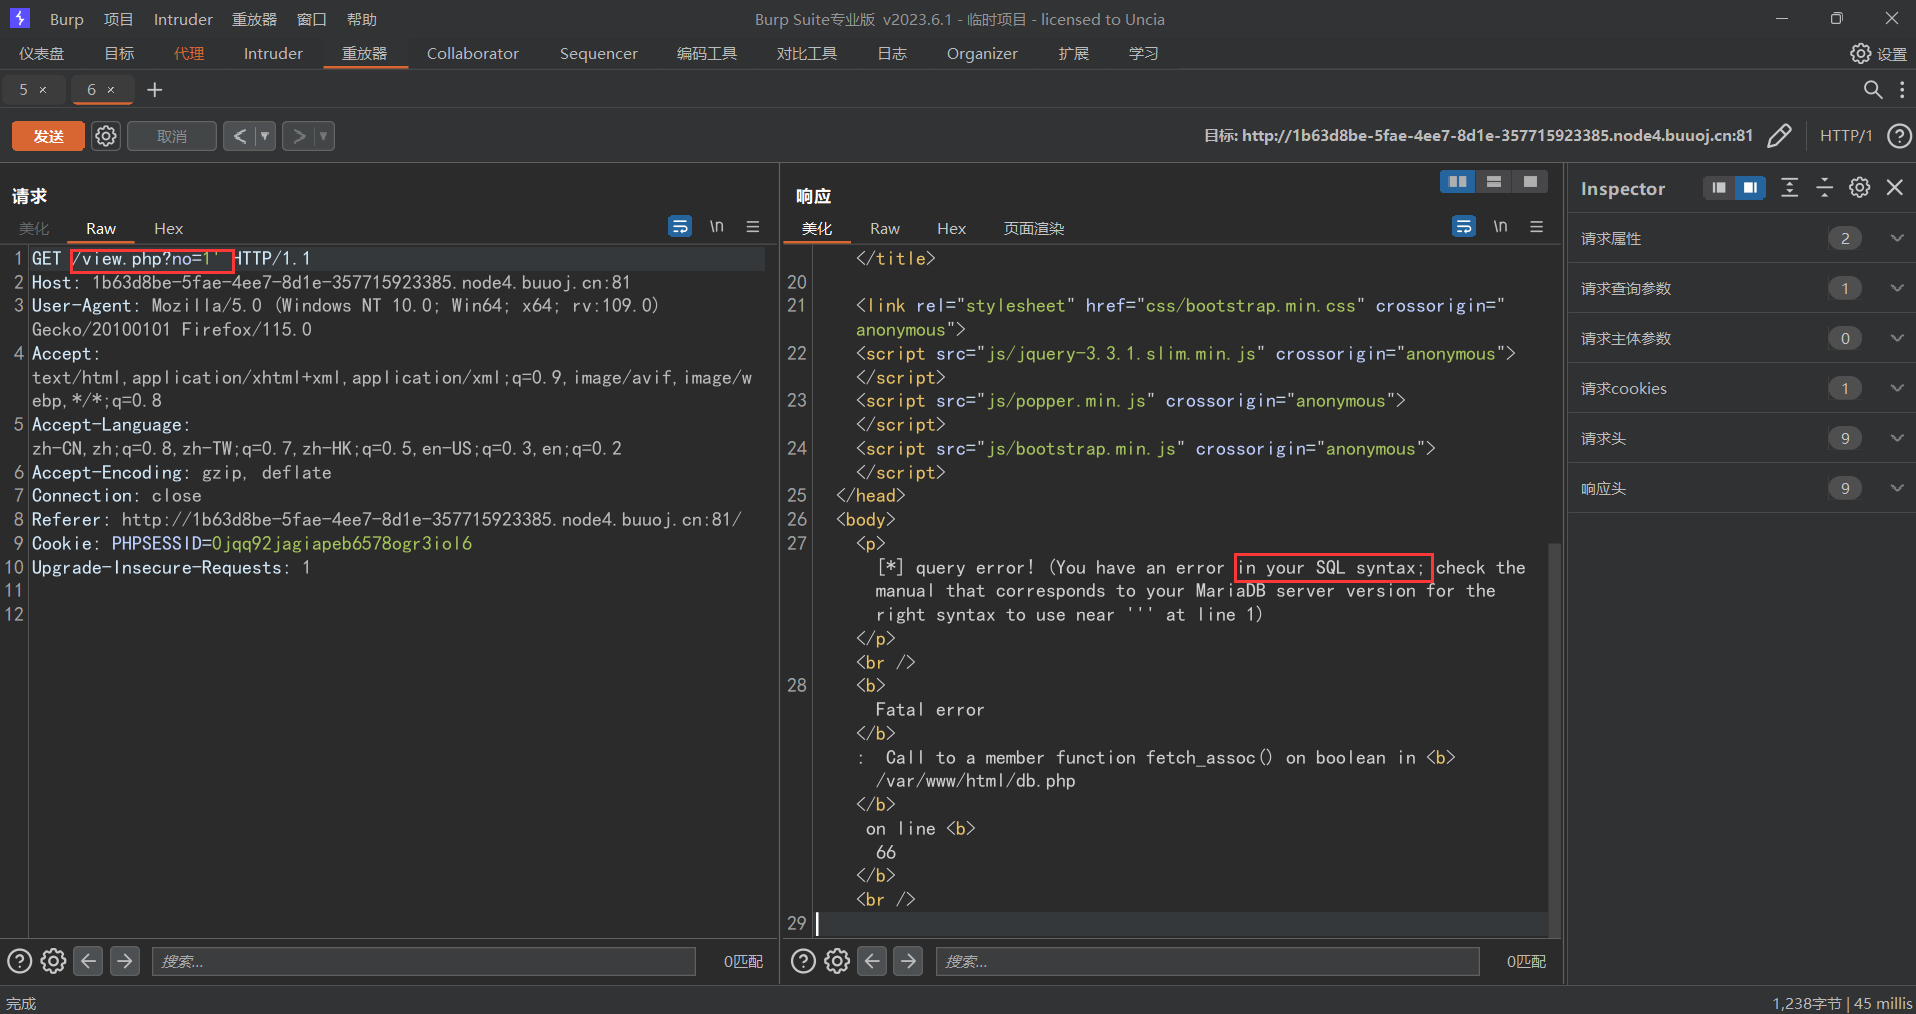 Burp 项目 Intruder 重放器 窗口 帮助 Burp Suite专业版 v2023.6.1 - 临时项目 - licensed to Uncia
仪表盘 目标 代理 Intruder 重放器 Collaborator Sequencer 编码工具 对比工具 日志 Organizer 扩展 学习 设置
5 × 6 × +
发送 取消 < > 目标: http://1b63d8be-5fae-4ee7-8d1e-357715923385.node4.buuoj.cn:81 HTTP/1 ?
请求
美化 Raw Hex \n
1 GET /view.php?no=1' HTTP/1.1
2 Host: 1b63d8be-5fae-4ee7-8d1e-357715923385.node4.buuoj.cn:81
3 User-Agent: Mozilla/5.0 (Windows NT 10.0; Win64; x64; rv:109.0)
Gecko/20100101 Firefox/115.0
4 Accept:
text/html,application/xhtml+xml,application/xml;q=0.9,image/avif,image/w
ebp,*/*;q=0.8
5 Accept-Language:
zh-CN,zh;q=0.8,zh-TW;q=0.7,zh-HK;q=0.5,en-US;q=0.3,en;q=0.2
6 Accept-Encoding: gzip, deflate
7 Connection: close
8 Referer: http://1b63d8be-5fae-4ee7-8d1e-357715923385.node4.buuoj.cn:81/
9 Cookie: PHPSESSID=0jqq92jagiapeb6578ogr3iol6
10 Upgrade-Insecure-Requests: 1
11
12
搜索... 0匹配
响应
美化 Raw Hex 页面渲染 \n
</title>
20
21 <link rel="stylesheet" href="css/bootstrap.min.css" crossorigin="
anonymous">
22 <script src="js/jquery-3.3.1.slim.min.js" crossorigin="anonymous">
</script>
23 <script src="js/popper.min.js" crossorigin="anonymous">
</script>
24 <script src="js/bootstrap.min.js" crossorigin="anonymous">
</script>
25 </head>
26 <body>
27 <p>
[*] query error! (You have an error in your SQL syntax; check the
manual that corresponds to your MariaDB server version for the
right syntax to use near ''' at line 1)
</p>
<br />
28 <b>
Fatal error
</b>
: Call to a member function fetch_assoc() on boolean in <b>
/var/www/html/db.php
</b>
on line <b>
66
</b>
<br />
29
搜索... 0匹配
Inspector
请求属性 2
请求查询参数 1
请求主体参数 0
请求cookies 1
请求头 9
响应头 9
完成 1,238字节 | 45 millis